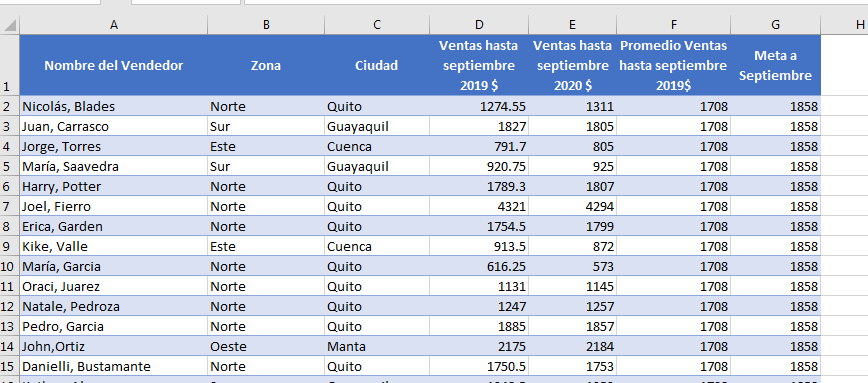 A B C D E F G H
1 Nombre del Vendedor Zona Ciudad Ventas hasta septiembre 2019 $ Ventas hasta septiembre 2020 $ Promedio Ventas hasta septiembre 2019$ Meta a Septiembre
2 Nicolás, Blades Norte Quito 1274.55 1311 1708 1858
3 Juan, Carrasco Sur Guayaquil 1827 1805 1708 1858
4 Jorge, Torres Este Cuenca 791.7 805 1708 1858
5 María, Saavedra Sur Guayaquil 920.75 925 1708 1858
6 Harry, Potter Norte Quito 1789.3 1807 1708 1858
7 Joel, Fierro Norte Quito 4321 4294 1708 1858
8 Erica, Garden Norte Quito 1754.5 1799 1708 1858
9 Kike, Valle Este Cuenca 913.5 872 1708 1858
10 María, Garcia Norte Quito 616.25 573 1708 1858
11 Oraci, Juarez Norte Quito 1131 1145 1708 1858
12 Natale, Pedroza Norte Quito 1247 1257 1708 1858
13 Pedro, Garcia Norte Quito 1885 1857 1708 1858
14 John,Ortiz Oeste Manta 2175 2184 1708 1858
15 Danielli, Bustamante Norte Quito 1750.5 1753 1708 1858